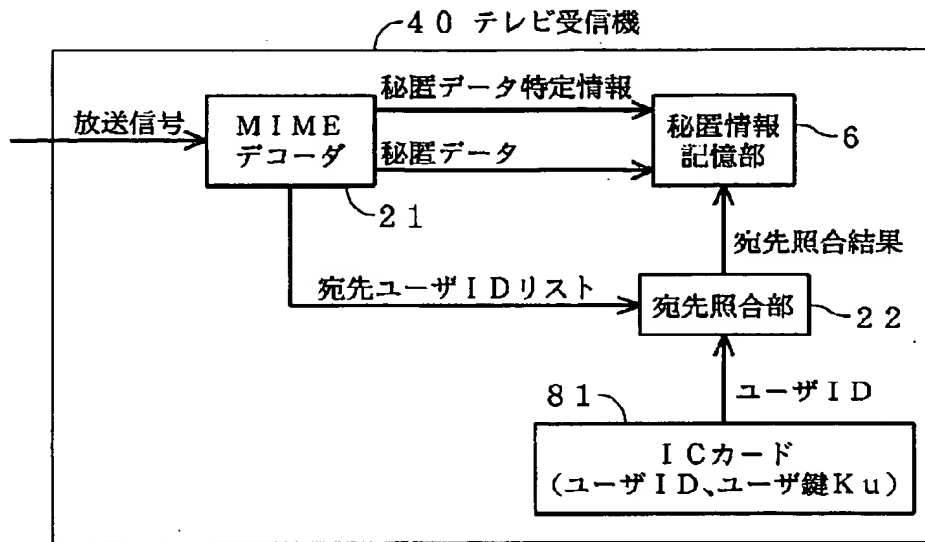 ４０ テレビ受信機
放送信号
ＭＩＭＥ
デコーダ
２１
秘匿データ特定情報
秘匿データ
秘匿情報
記憶部
６
宛先照合結果
宛先ユーザＩＤリスト
宛先照合部
２２
ユーザＩＤ
８１
ＩＣカード
（ユーザＩＤ、ユーザ鍵Ｋｕ）